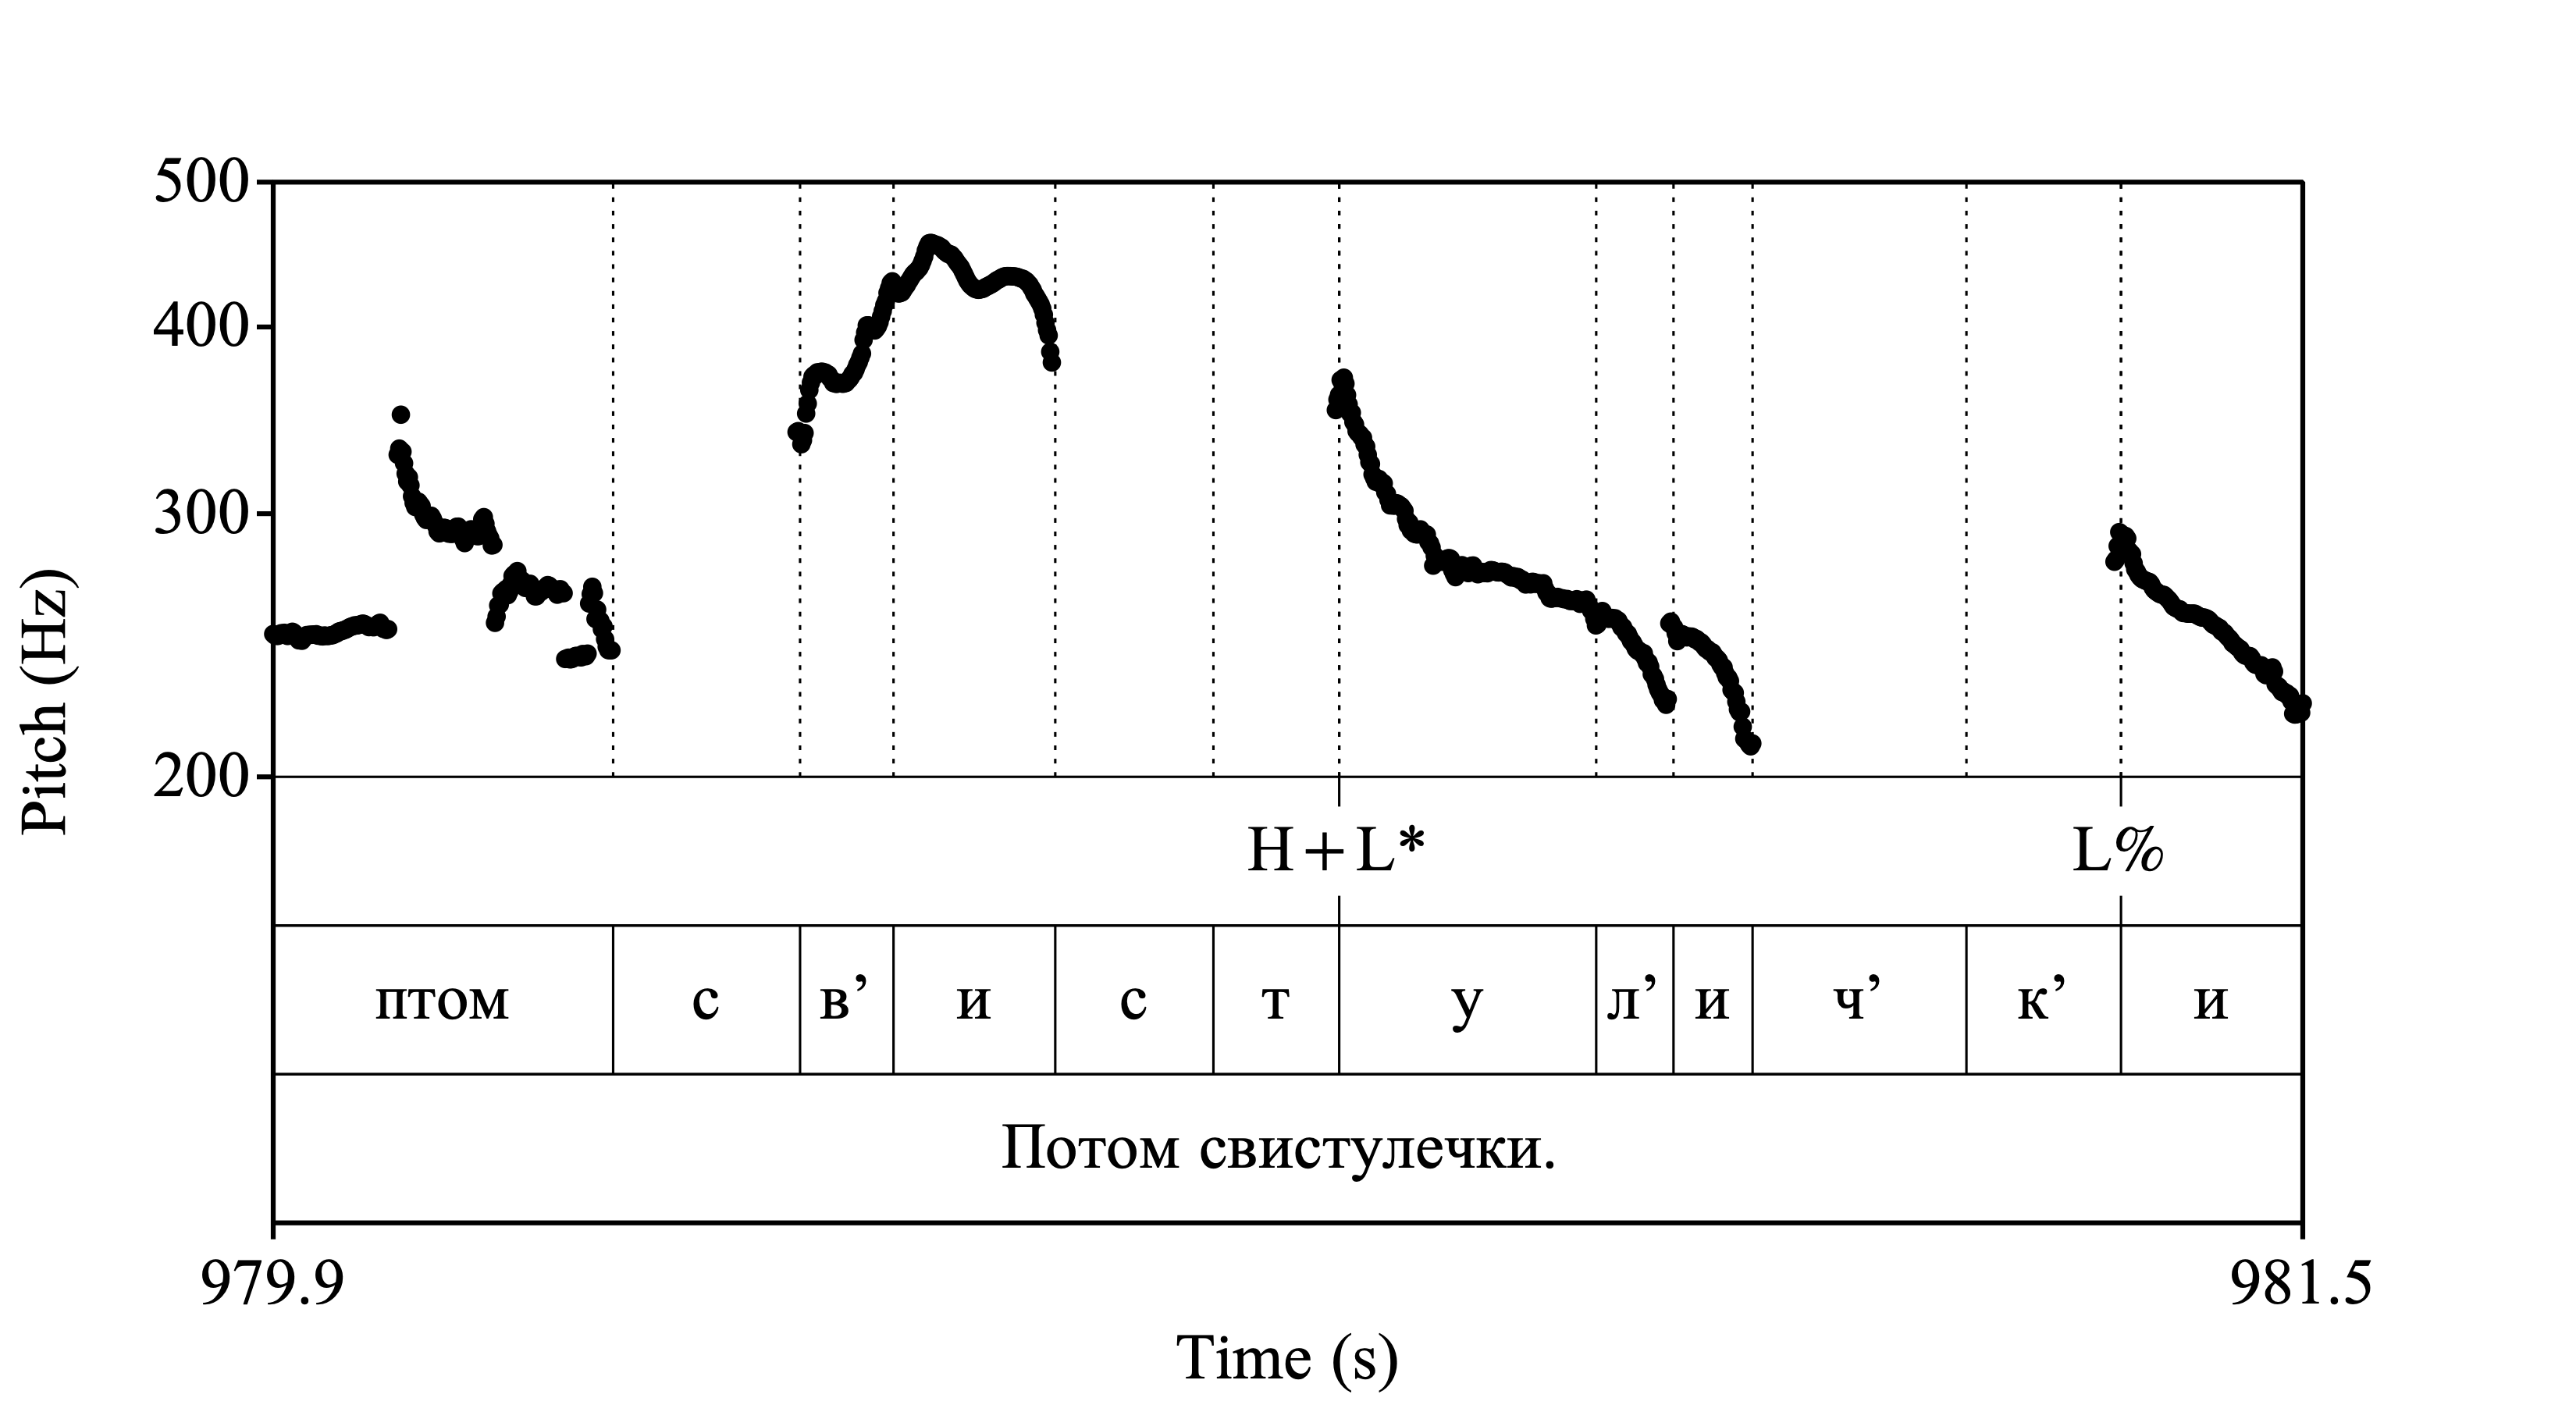 500
400
300
200
Pitch (Hz)
H+L* L%
птом с в’ и с т у л’ и ч’ к’ и
Потом свистулечки.
979.9 981.5
Time (s)